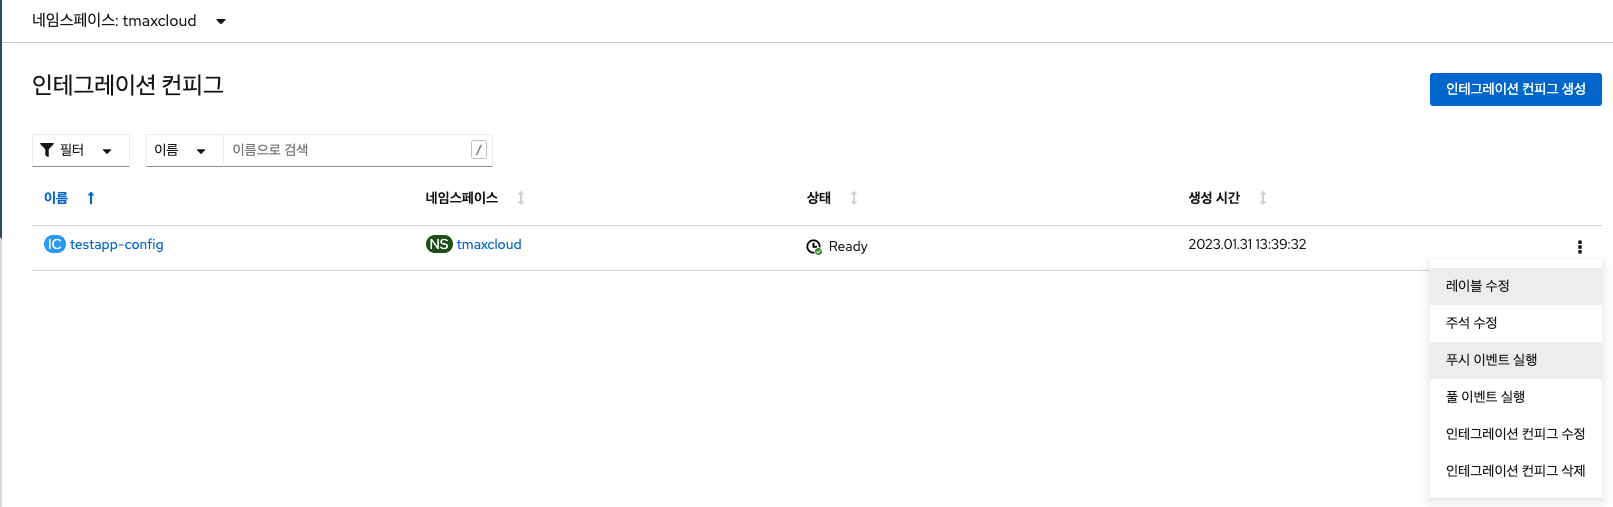 네임스페이스: tmaxcloud
인테그레이션 컨피그
인테그레이션 컨피그 생성
필터 이름 이름으로 검색 /
이름 네임스페이스 상태 생성 시간
IC testapp-config NS tmaxcloud Ready 2023.01.31 13:39:32
레이블 수정
주석 수정
푸시 이벤트 실행
풀 이벤트 실행
인테그레이션 컨피그 수정
인테그레이션 컨피그 삭제